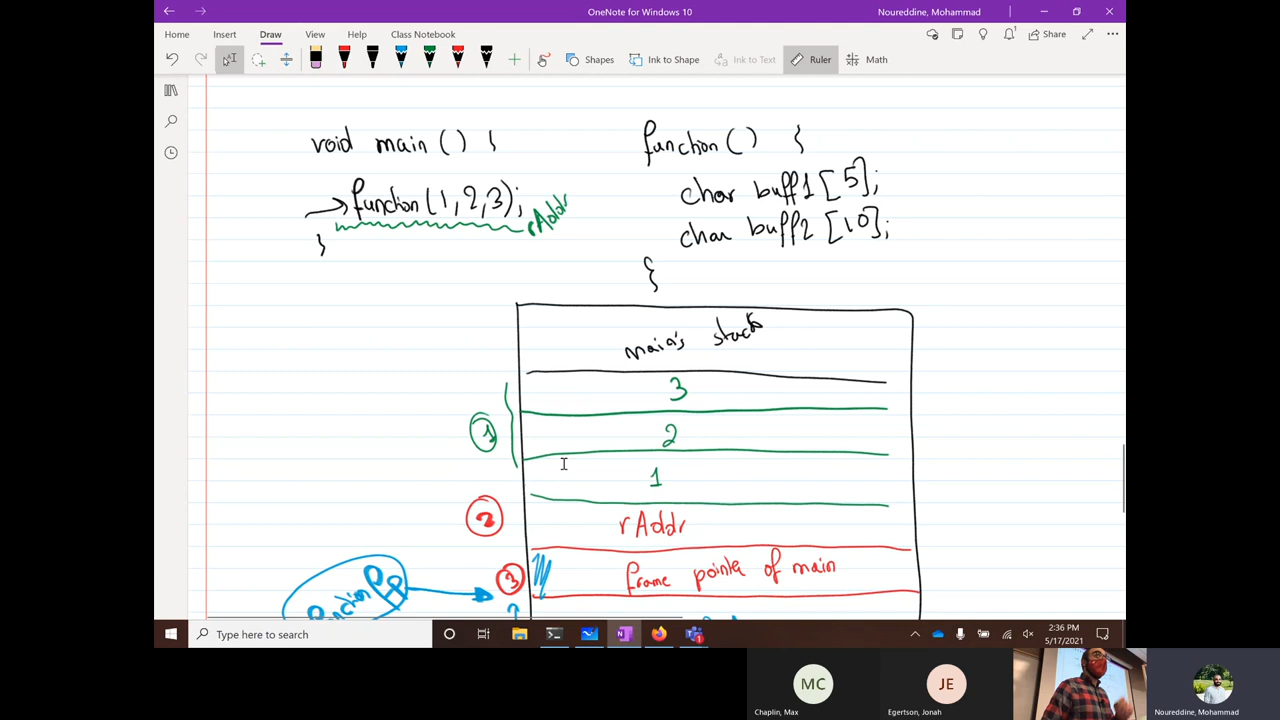 OneNote for Windows 10
Noureddine, Mohammad
Home Insert Draw View Help Class Notebook
Share
Shapes Ink to Shape Ink to Text Ruler Math
void main () {
function (1, 2, 3);
rAddr
}
function () {
char buff1 [5];
char buff2 [10];
}
main's stack
3
2
1
1
2
rAddr
3
frame pointe of main
function FP
Type here to search
2:36 PM
5/17/2021
MC
JE
Chaplin, Max
Egertson, Jonah
Noureddine, Mohammad